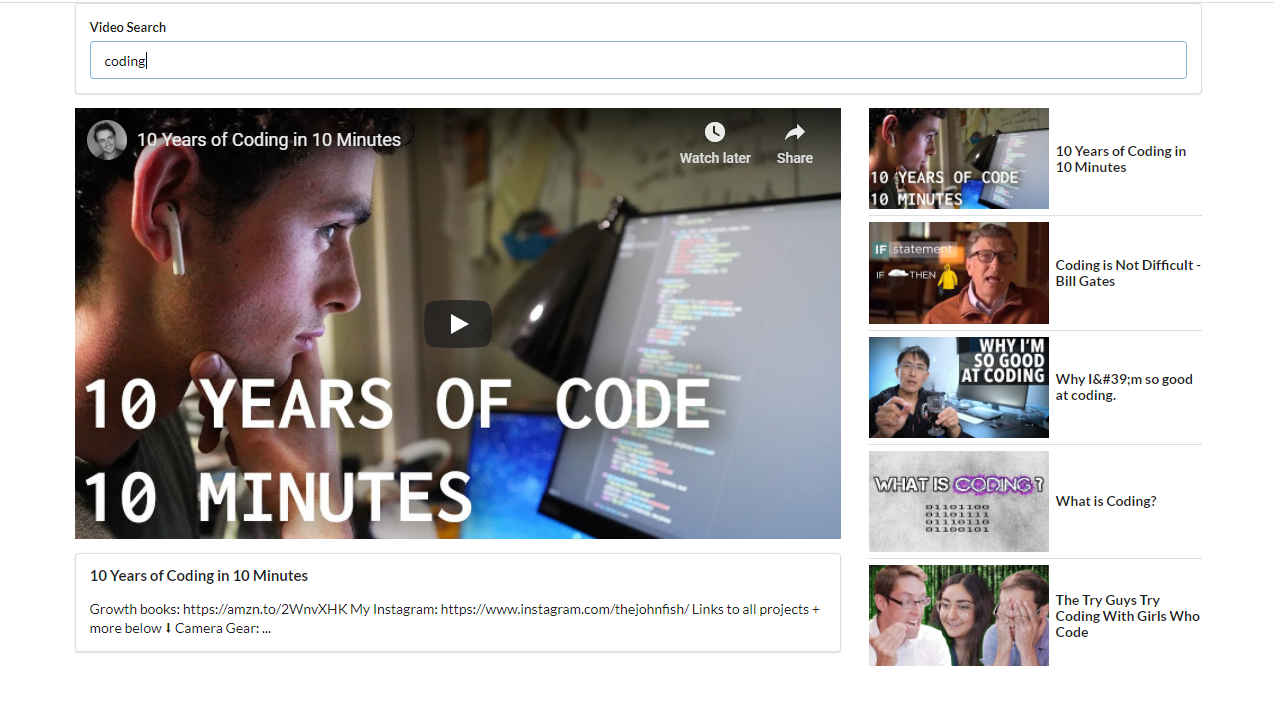 Video Search
coding
10 Years of Coding in 10 Minutes
Watch later
Share
10 YEARS OF CODE
10 MINUTES
10 Years of Coding in 10 Minutes
Growth books: https://amzn.to/2WnvXHK My Instagram: https://www.instagram.com/thejohnfish/ Links to all projects +
more below ⬇ Camera Gear: ...
10 YEARS OF CODE
10 MINUTES
10 Years of Coding in
10 Minutes
IF statement
IF THEN
Coding is Not Difficult -
Bill Gates
WHY I'M
SO GOOD
AT CODING
Why I&#39;m so good
at coding.
WHAT IS CODING?
01101100
01101111
01110110
01100101
What is Coding?
The Try Guys Try
Coding With Girls Who
Code